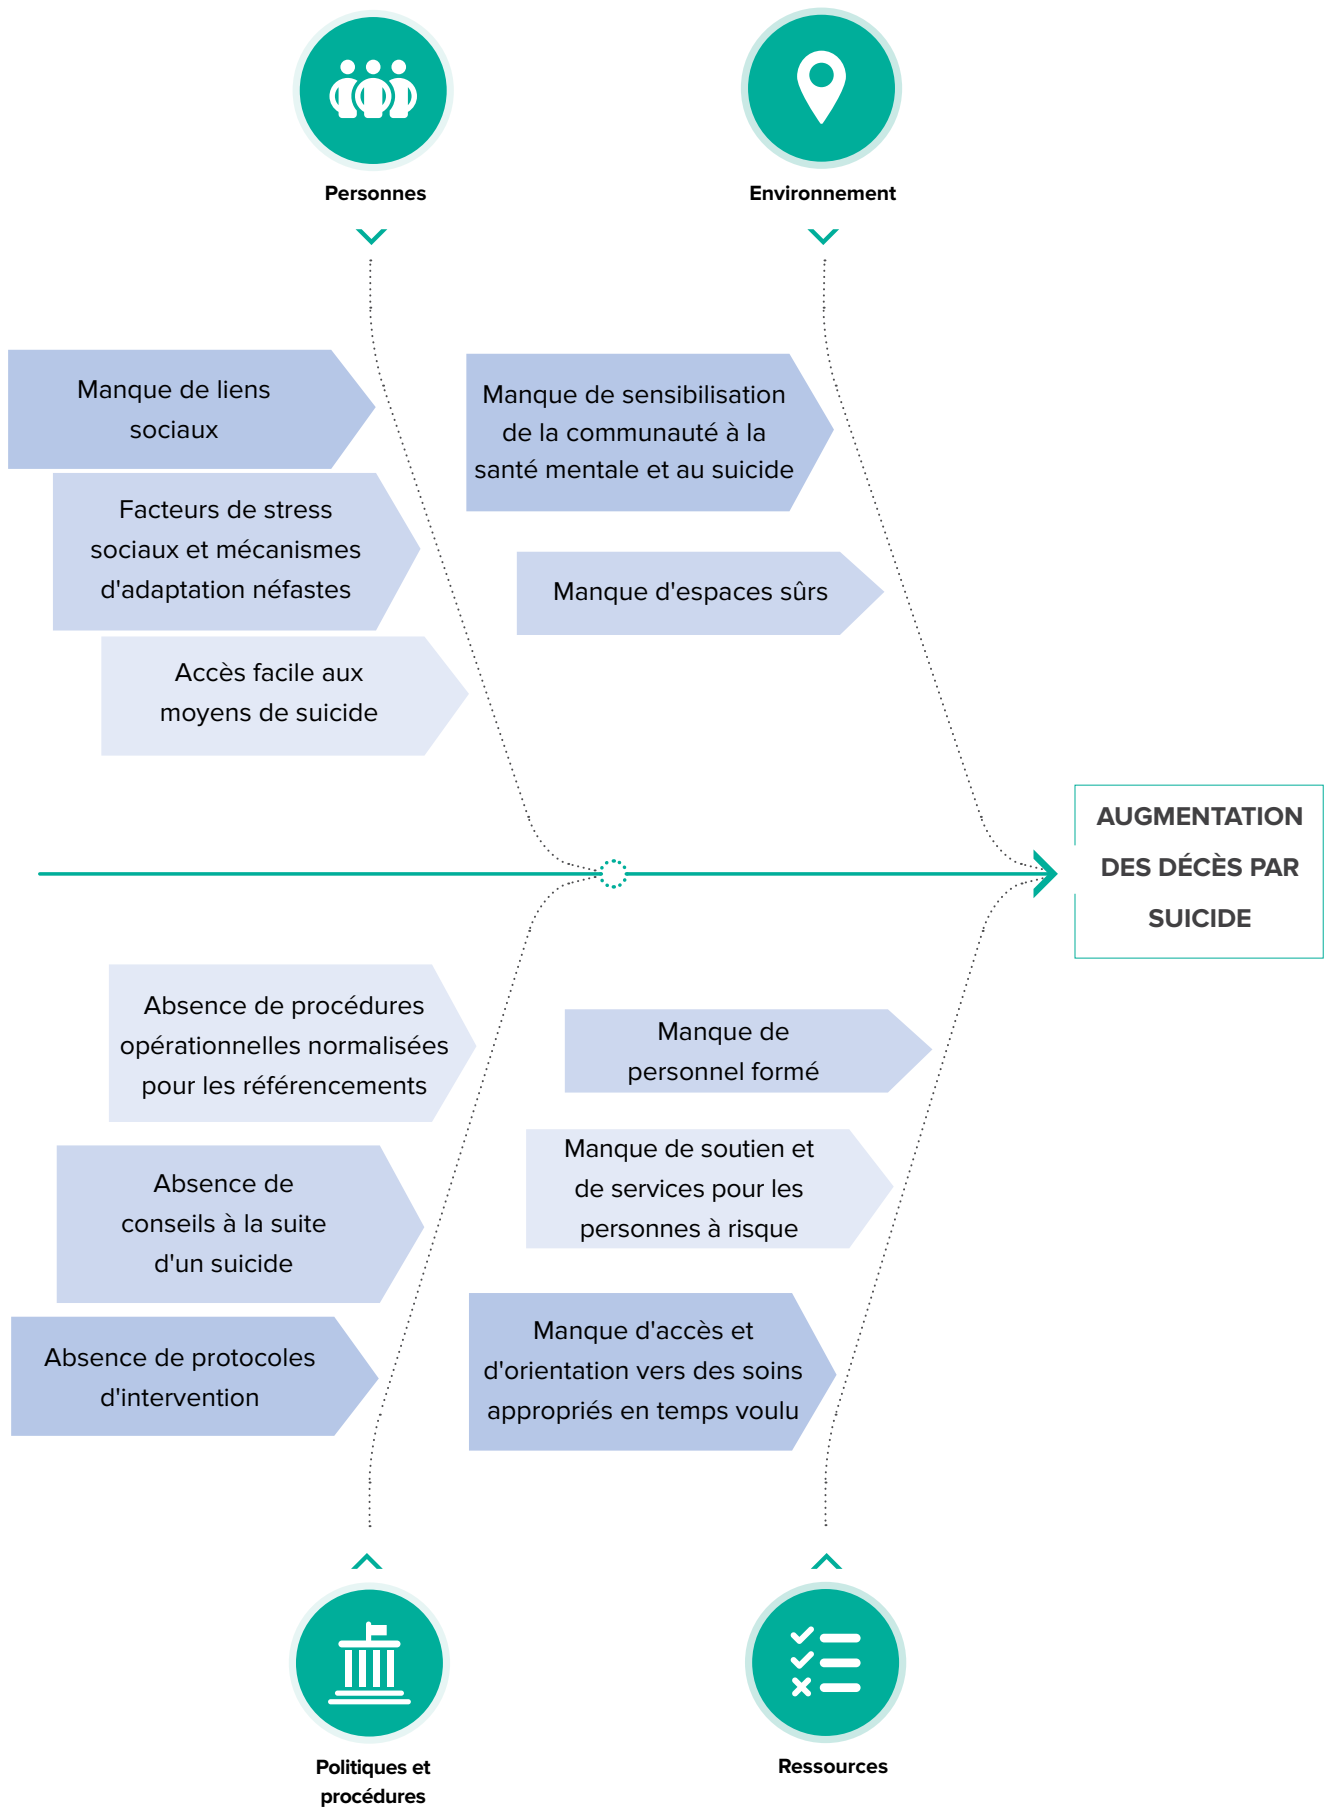 Personnes
Environnement
Manque de liens
sociaux
Facteurs de stress
sociaux et mécanismes
d'adaptation néfastes
Accès facile aux
moyens de suicide
Manque de sensibilisation
de la communauté à la
santé mentale et au suicide
Manque d'espaces sûrs
AUGMENTATION
DES DÉCÈS PAR
SUICIDE
Absence de procédures
opérationnelles normalisées
pour les référencements
Absence de
conseils à la suite
d'un suicide
Absence de protocoles
d'intervention
Manque de
personnel formé
Manque de soutien et
de services pour les
personnes à risque
Manque d'accès et
d'orientation vers des soins
appropriés en temps voulu
Politiques et
procédures
Ressources